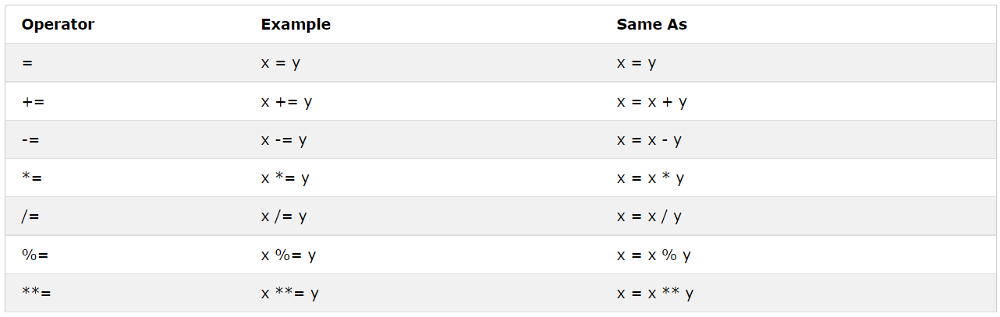 Operator Example Same As
= x = y x = y
+= x += y x = x + y
-= x -= y x = x - y
*= x *= y x = x * y
/= x /= y x = x / y
%= x %= y x = x % y
**= x **= y x = x ** y